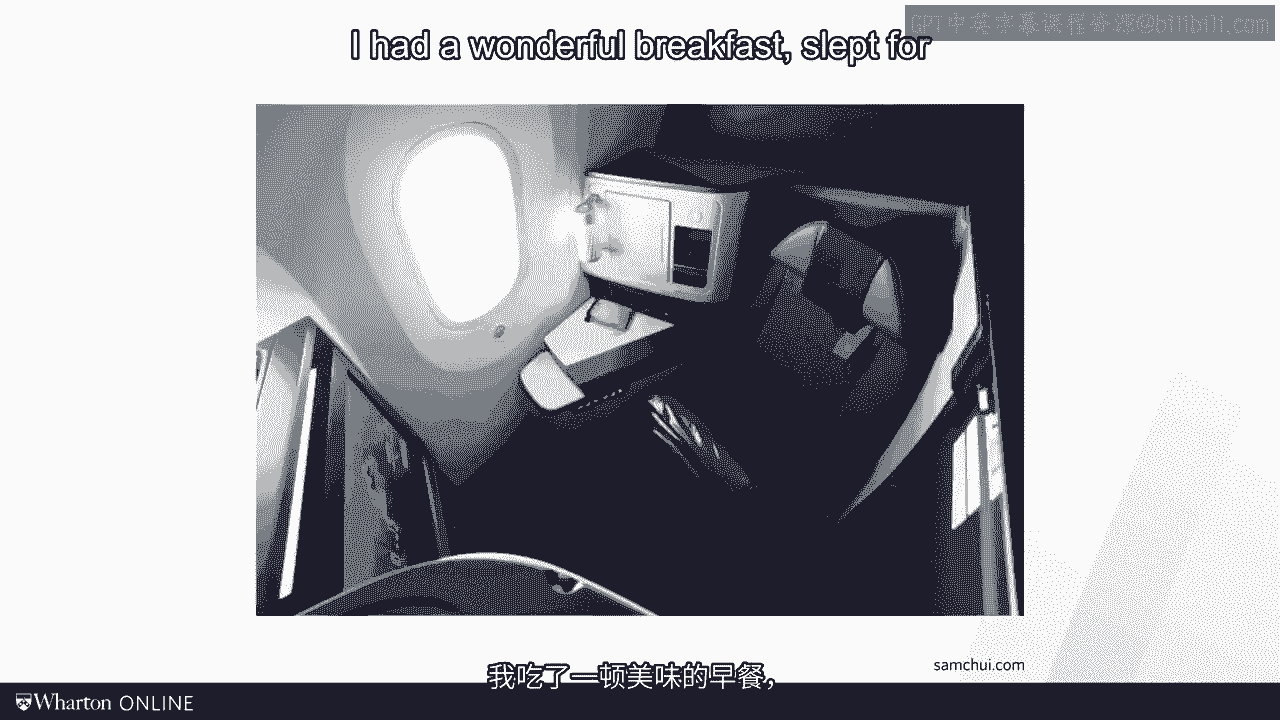 I had a wonderful breakfast, slept for
samchui.com
我吃了一顿美味的早餐，
Wharton ONLINE